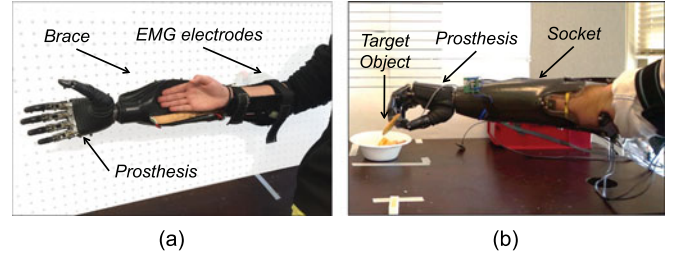 Brace
EMG electrodes
Prosthesis
Target
Object
Prosthesis
Socket
(a)
(b)